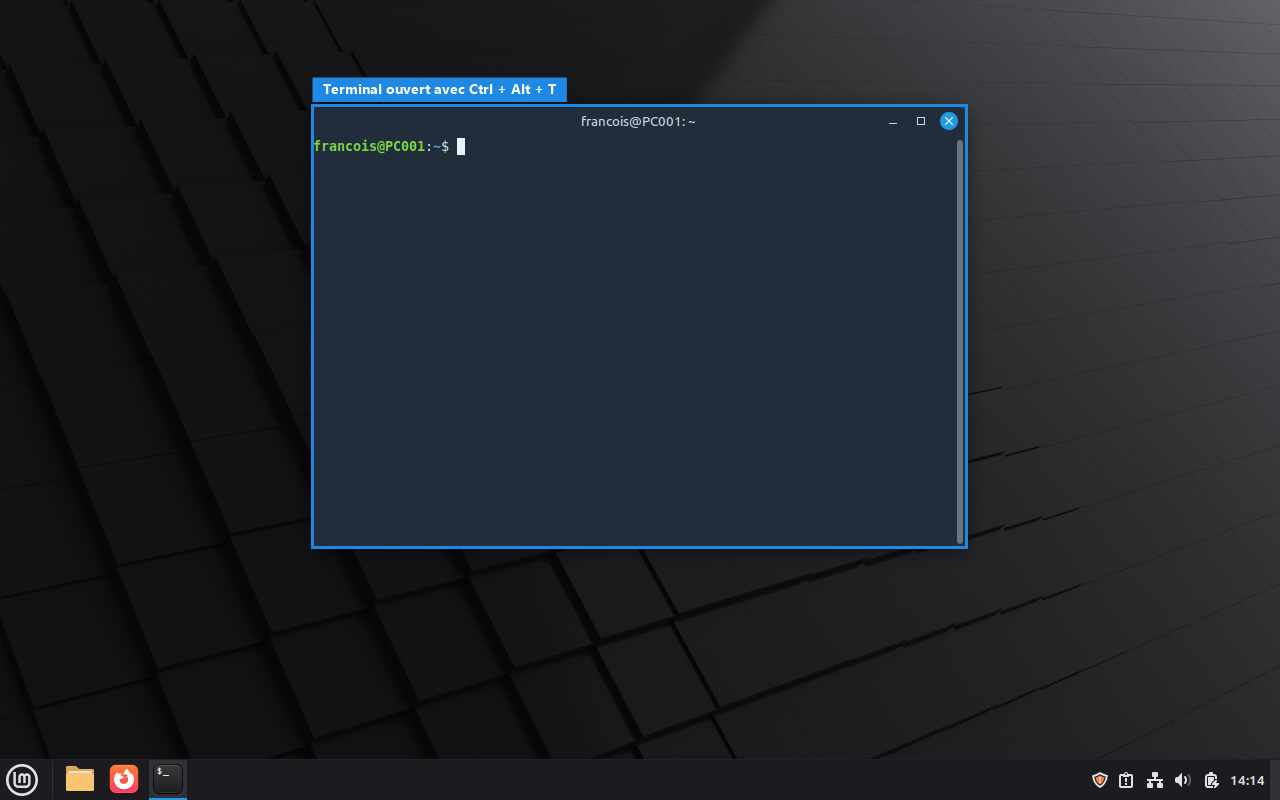 Terminal ouvert avec Ctrl + Alt + T
francois@PC001: ~
francois@PC001:~$
$_
14:14